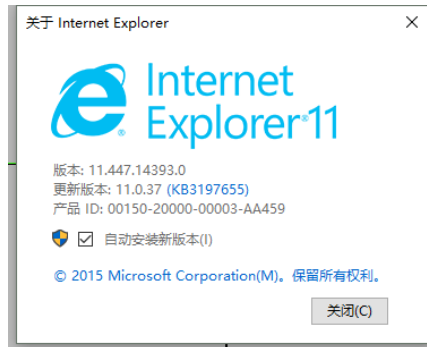 关于 Internet Explorer
Internet
Explorer®11
版本: 11.447.14393.0
更新版本: 11.0.37 (KB3197655)
产品 ID: 00150-20000-00003-AA459
自动安装新版本(I)
© 2015 Microsoft Corporation(M)。保留所有权利。
关闭(C)